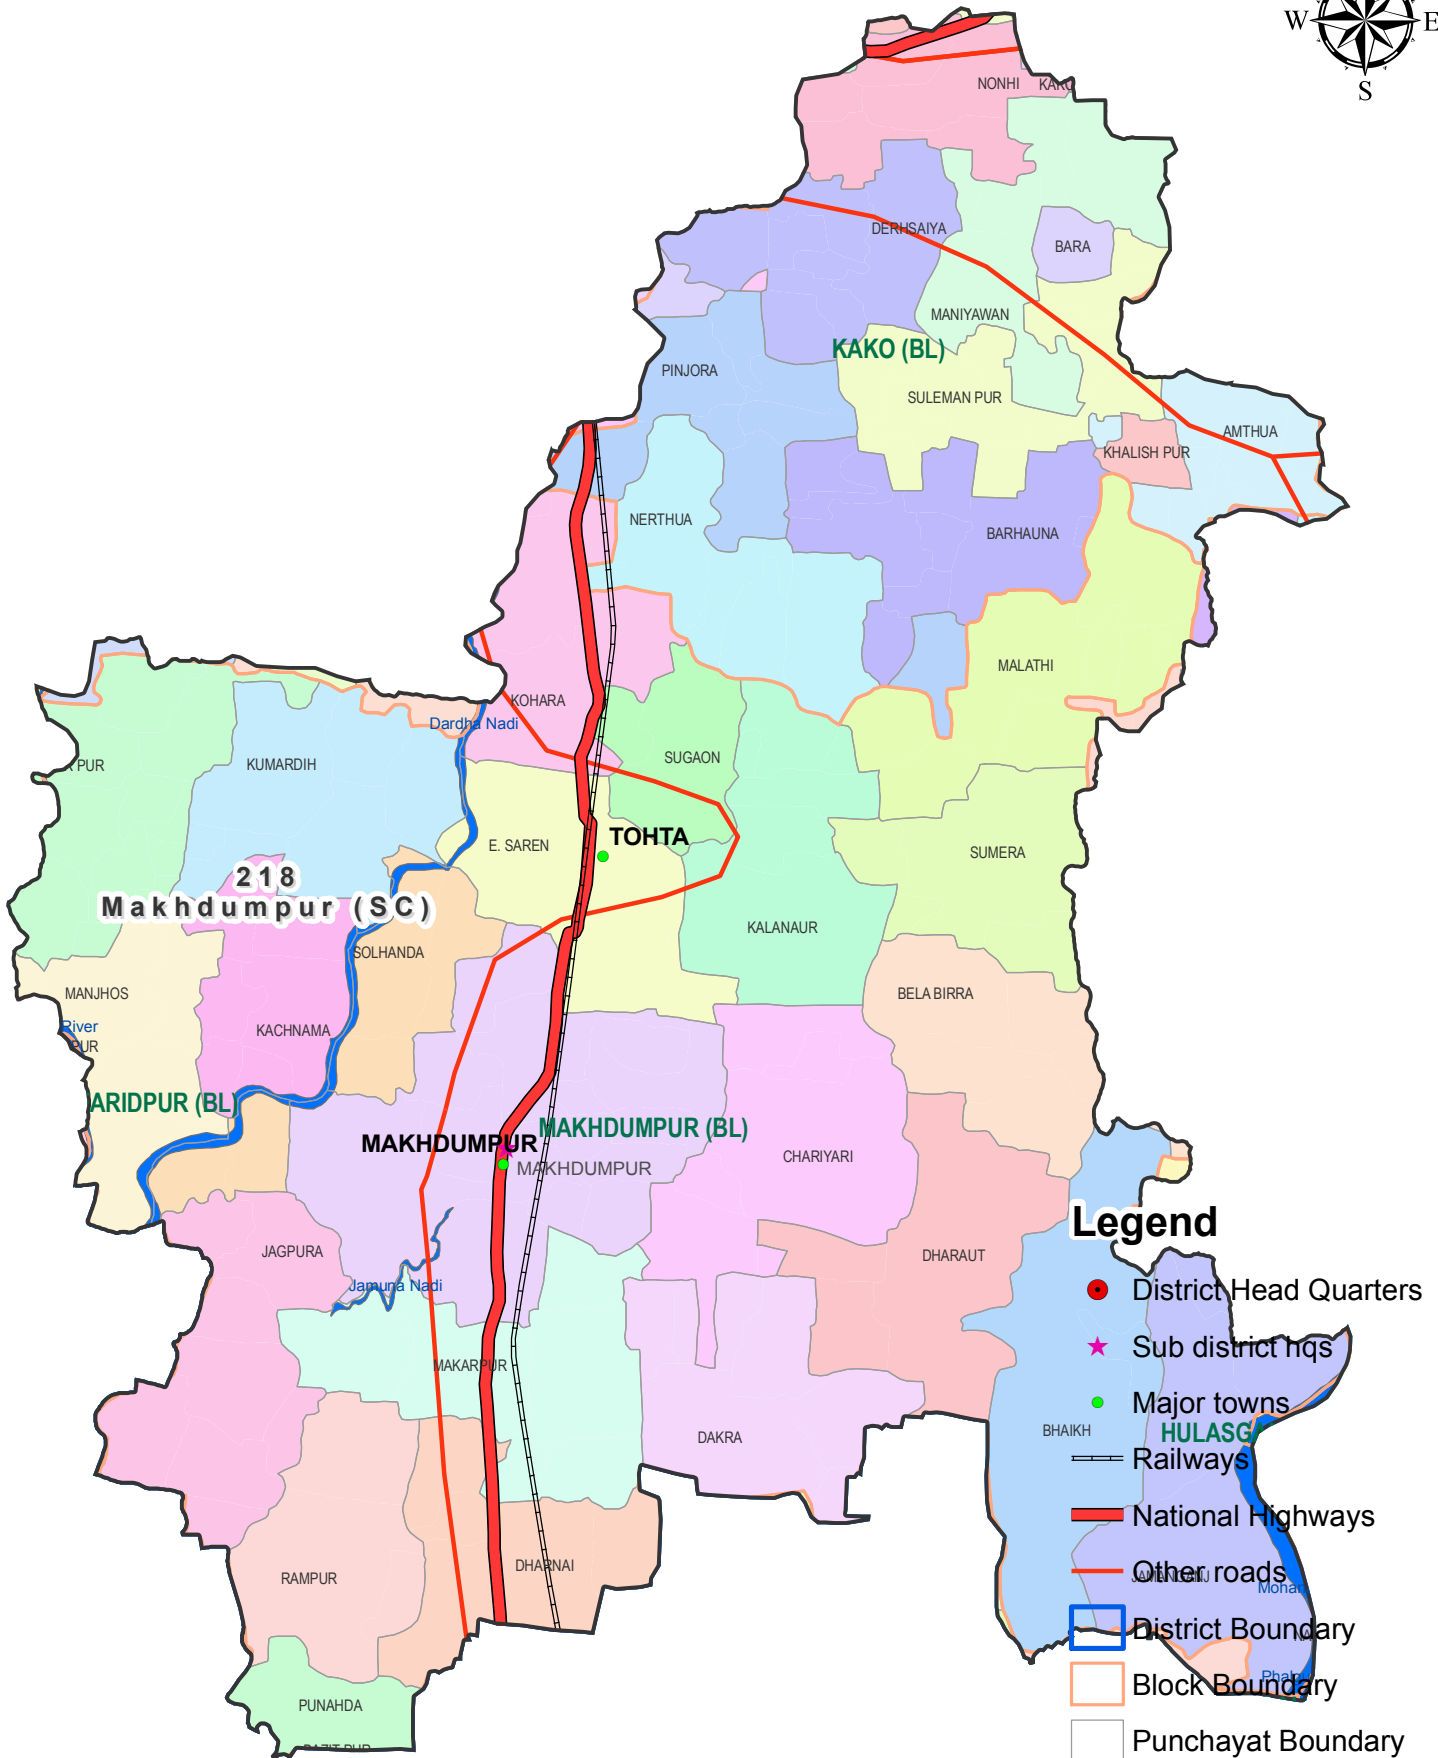 W
E
S
NONHI
DERHSAIYA
BARA
MANIYAWAN
KAKO (BL)
PINJORA
SULEMAN PUR
AMTHUA
KHALISH PUR
NERTHUA
BARHAUNA
MALATHI
KOHARA
Dardha Nadi
SUGAON
PUR
KUMARDIH
TOHTA
E. SAREN
SUMERA
218
Makhdumpur (SC)
KALANAUR
SOLHANDA
MANJHOS
BELA BIRRA
River
PUR
KACHNAMA
ARIDPUR (BL)
MAKHDUMPUR (BL)
MAKHDUMPUR
MAKHDUMPUR
CHARIYARI
Legend
JAGPURA
DHARAUT
Jamuna Nadi
District Head Quarters
Sub district hqs
MAKARPUR
Major towns
DAKRA
BHAIKH
HULASG
Railways
National Highways
DHARNAI
RAMPUR
Other roads
JAMANGANJ
Mohan
District Boundary
Block Boundary
PUNAHDA
Punchayat Boundary